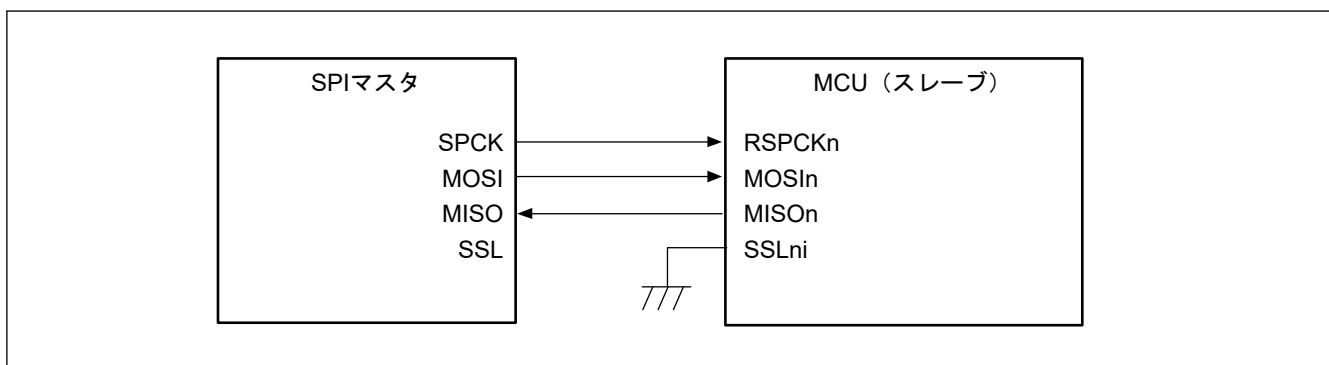 SPIマスタ
MCU（スレーブ）
SPCK
RSPCKn
MOSI
MOSIn
MISO
MISOn
SSL
SSLni